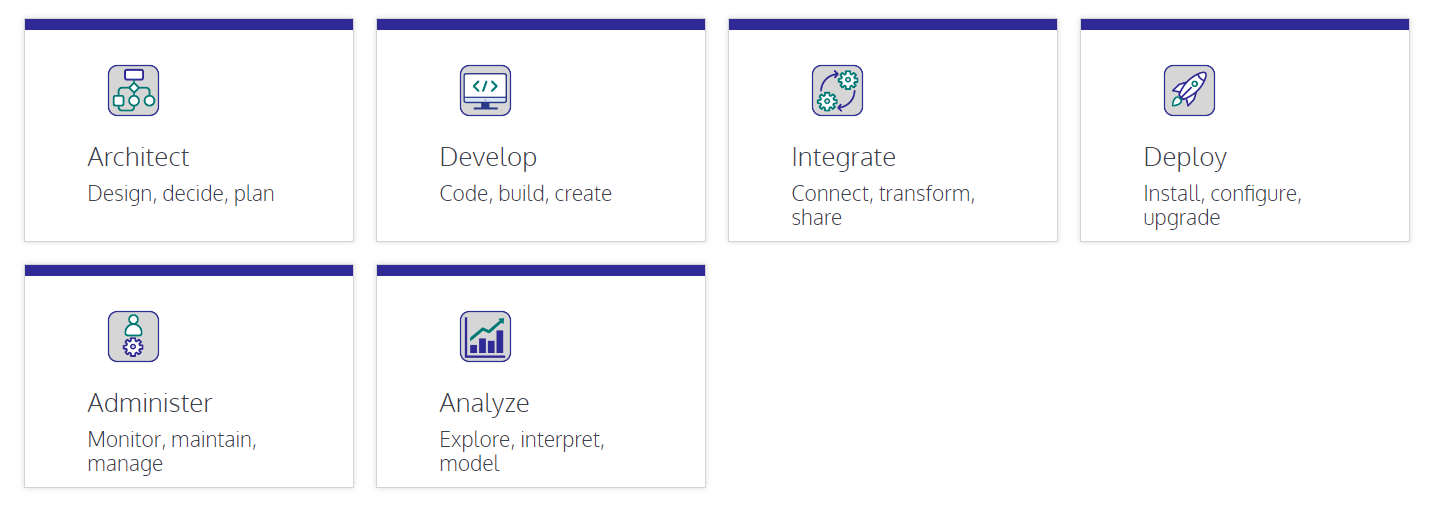 Architect
Design, decide, plan
Develop
Code, build, create
Integrate
Connect, transform,
share
Deploy
Install, configure,
upgrade
Administer
Monitor, maintain,
manage
Analyze
Explore, interpret,
model